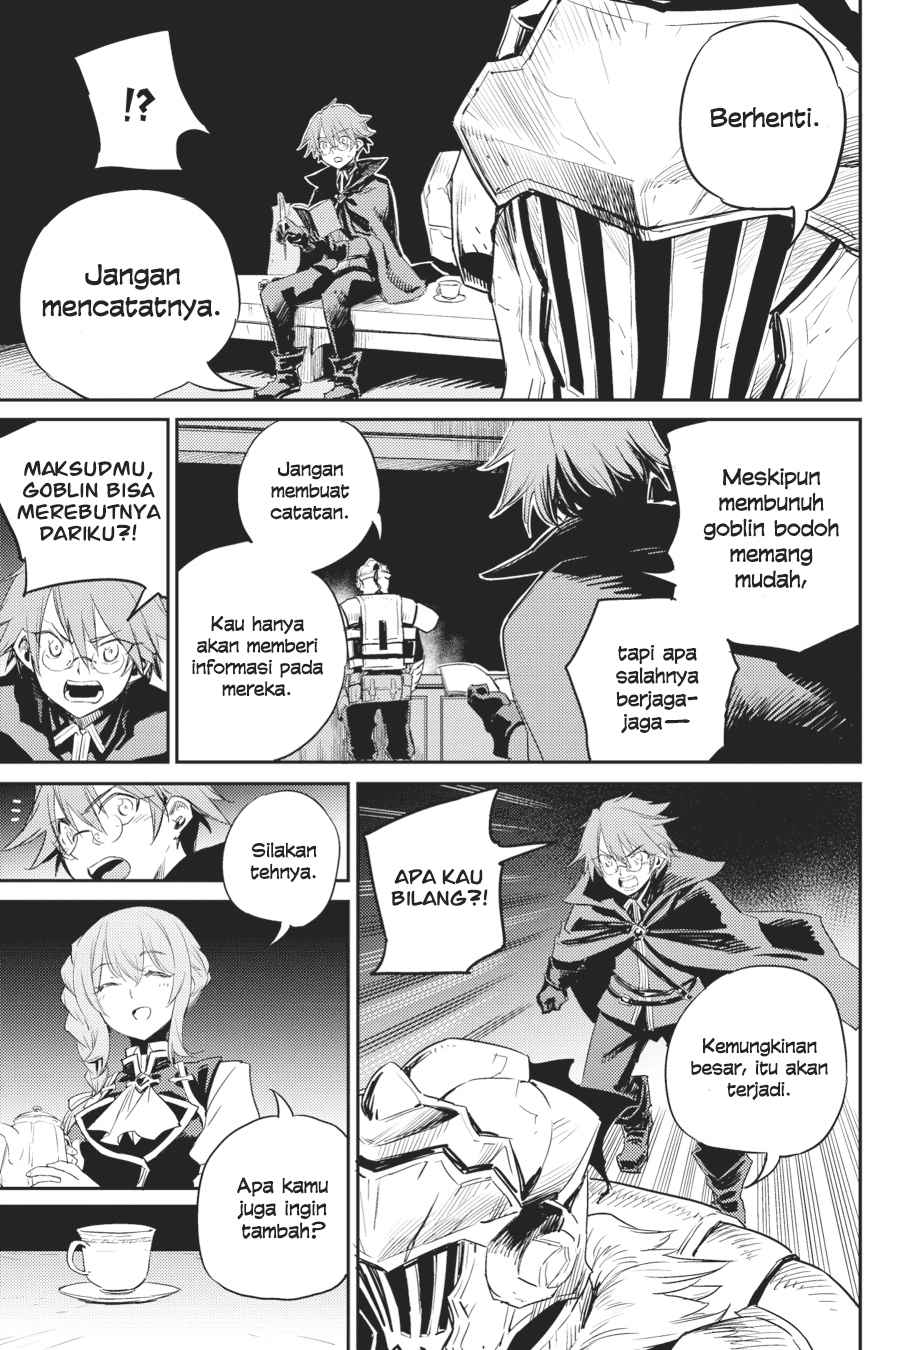 Berhenti.
!?
Jangan
mencatatnya.
Meskipun
membunuh
goblin bodoh
memang
mudah,
tapi apa
salahnya
berjaga-
jaga—
Jangan
membuat
catatan.
Kau hanya
akan memberi
informasi pada
mereka.
MAKSUDMU,
GOBLIN BISA
MEREBUTNYA
DARIKU?!
APA KAU
BILANG?!
Kemungkinan
besar, itu akan
terjadi.
Silakan
tehnya.
Apa kamu
juga ingin
tambah?